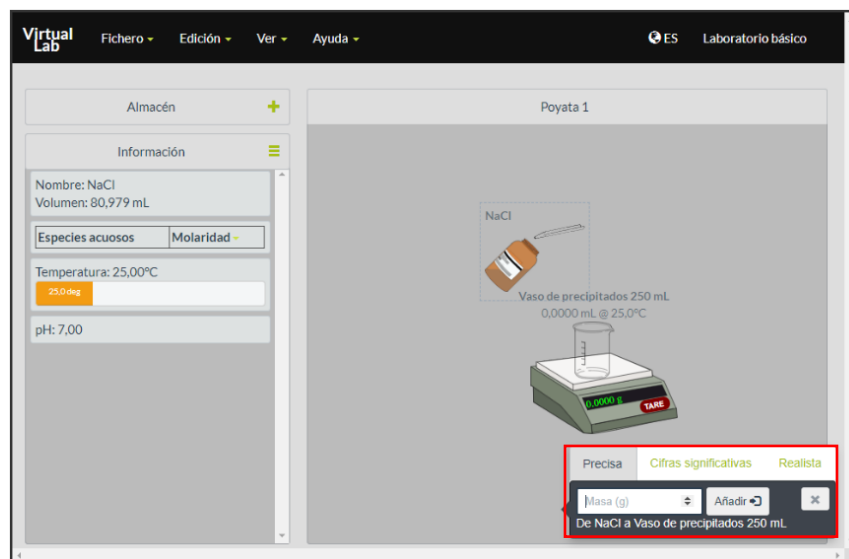 Virtual Lab Fichero Edición Ver Ayuda ES Laboratorio básico
Almacén
Información
Nombre: NaCl
Volumen: 80,979 mL
Especies acuosos Molaridad
Temperatura: 25,00ºC
25,0 deg
pH: 7,00
Poyata 1
NaCl
Vaso de precipitados 250 mL
0,0000 mL @ 25,0ºC
0.0000 g TARE
Precisa Cifras significativas Realista
Masa (g) Añadir
De NaCl a Vaso de precipitados 250 mL